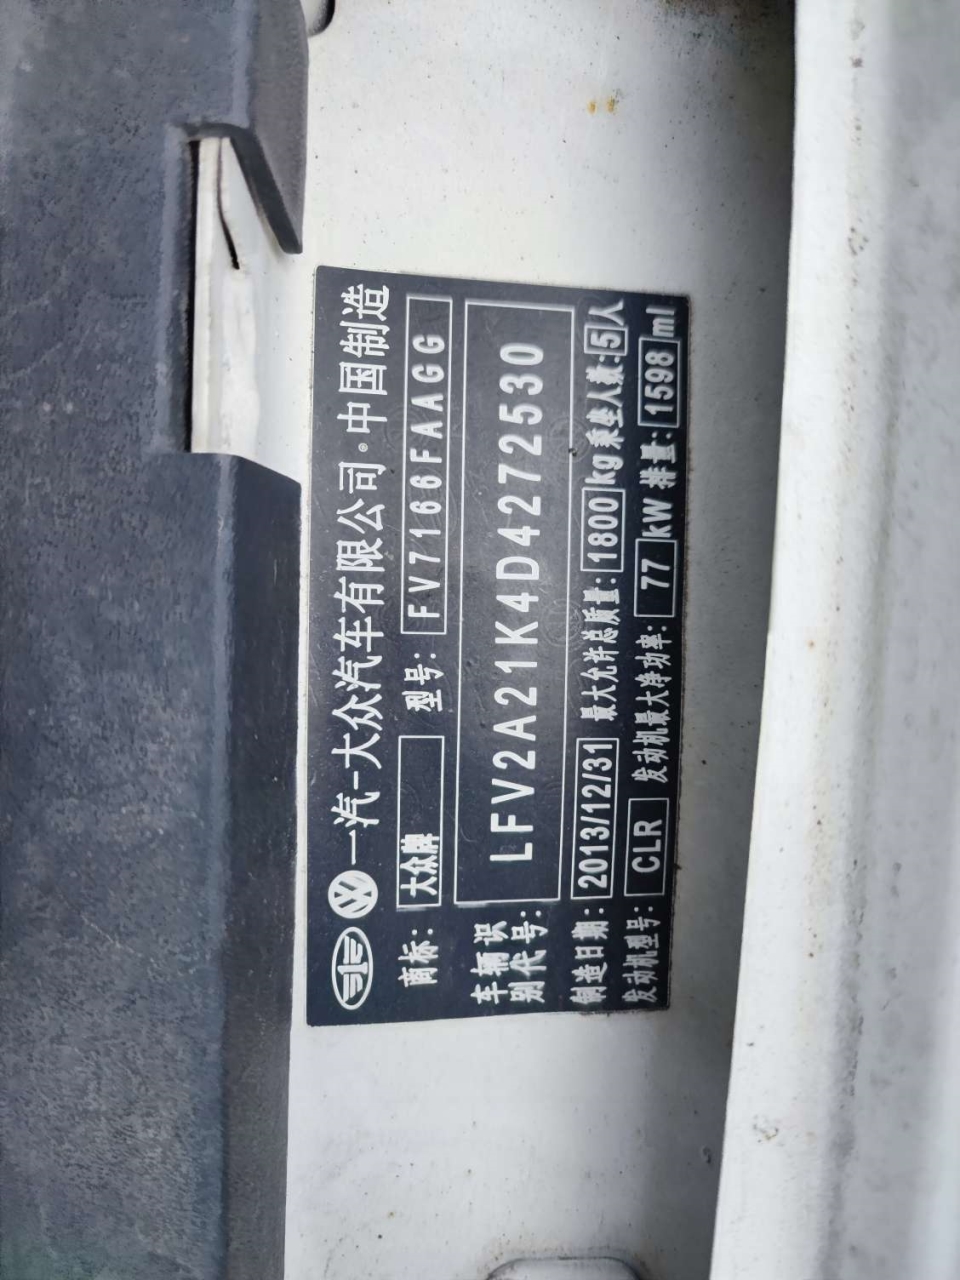 一汽-大众汽车有限公司·中国制造
商标: 大众牌 型号: FV7166FAAGG
车辆识
别代号: LFV2A21K4D4272530
制造日期: 2013/12/31 最大允许总质量: 1800 kg 乘坐人数: 5 人
发动机型号: CLR 发动机最大净功率: 77 kW 排量: 1598 ml